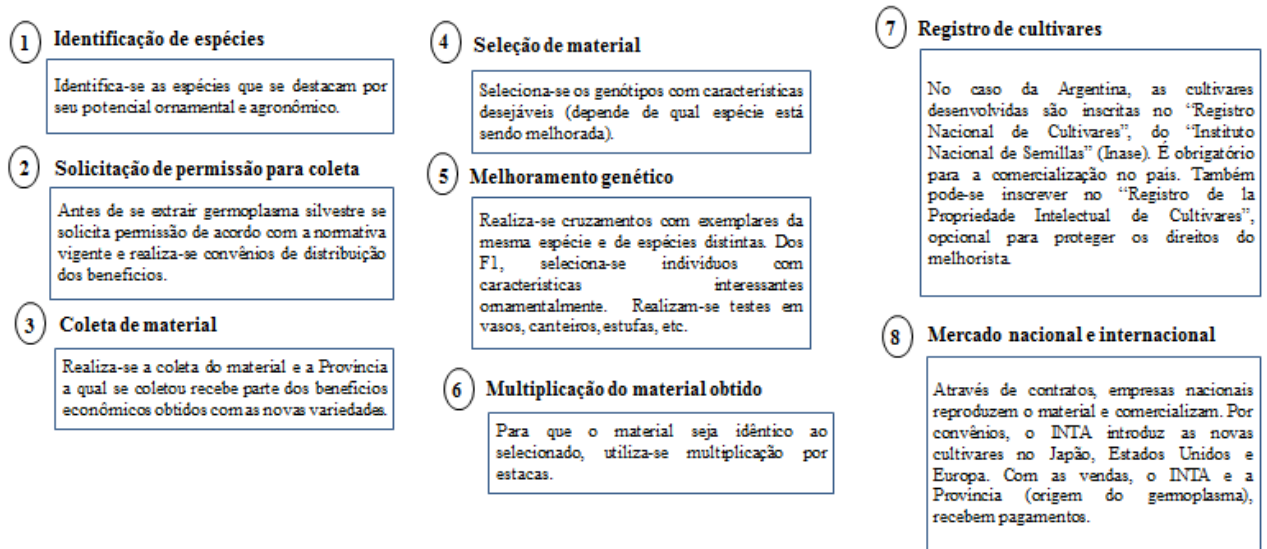 1 Identificação de espécies
Identifica-se as espécies que se destacam por
seu potencial ornamental e agronômico.
2 Solicitação de permissão para coleta
Antes de se extrair germoplasma silvestre se
solicita permissão de acordo com a normativa
vigente e realiza-se convênios de distribuição
dos benefícios.
3 Coleta de material
Realiza-se a coleta do material e a Província
a qual se coletou recebe parte dos benefícios
econômicos obtidos com as novas variedades.
4 Seleção de material
Seleciona-se os genótipos com características
desejáveis (depende de qual espécie está
sendo melhorada).
5 Melhoramento genético
Realiza-se cruzamentos com exemplares da
mesma espécie e de espécies distintas. Dos
F1, seleciona-se indivíduos com
características interessantes
ornamentalmente. Realizam-se testes em
vasos, canteiros, estufas, etc.
6 Multiplicação do material obtido
Para que o material seja idêntico ao
selecionado, utiliza-se multiplicação por
estacas.
7 Registro de cultivares
No caso da Argentina, as cultivares
desenvolvidas são inscritas no “Registro
Nacional de Cultivares”, do “Instituto
Nacional de Semillas” (Inase). É obrigatório
para a comercialização no país. Também
pode-se inscrever no “Registro de la
Propriedade Intelectual de Cultivares”,
opcional para proteger os direitos do
melhorista.
8 Mercado nacional e internacional
Através de contratos, empresas nacionais
reproduzem o material e comercializam. Por
convênios, o INTA introduz as novas
cultivares no Japão, Estados Unidos e
Europa. Com as vendas, o INTA e a
Província (origem do germoplasma),
recebem pagamentos.